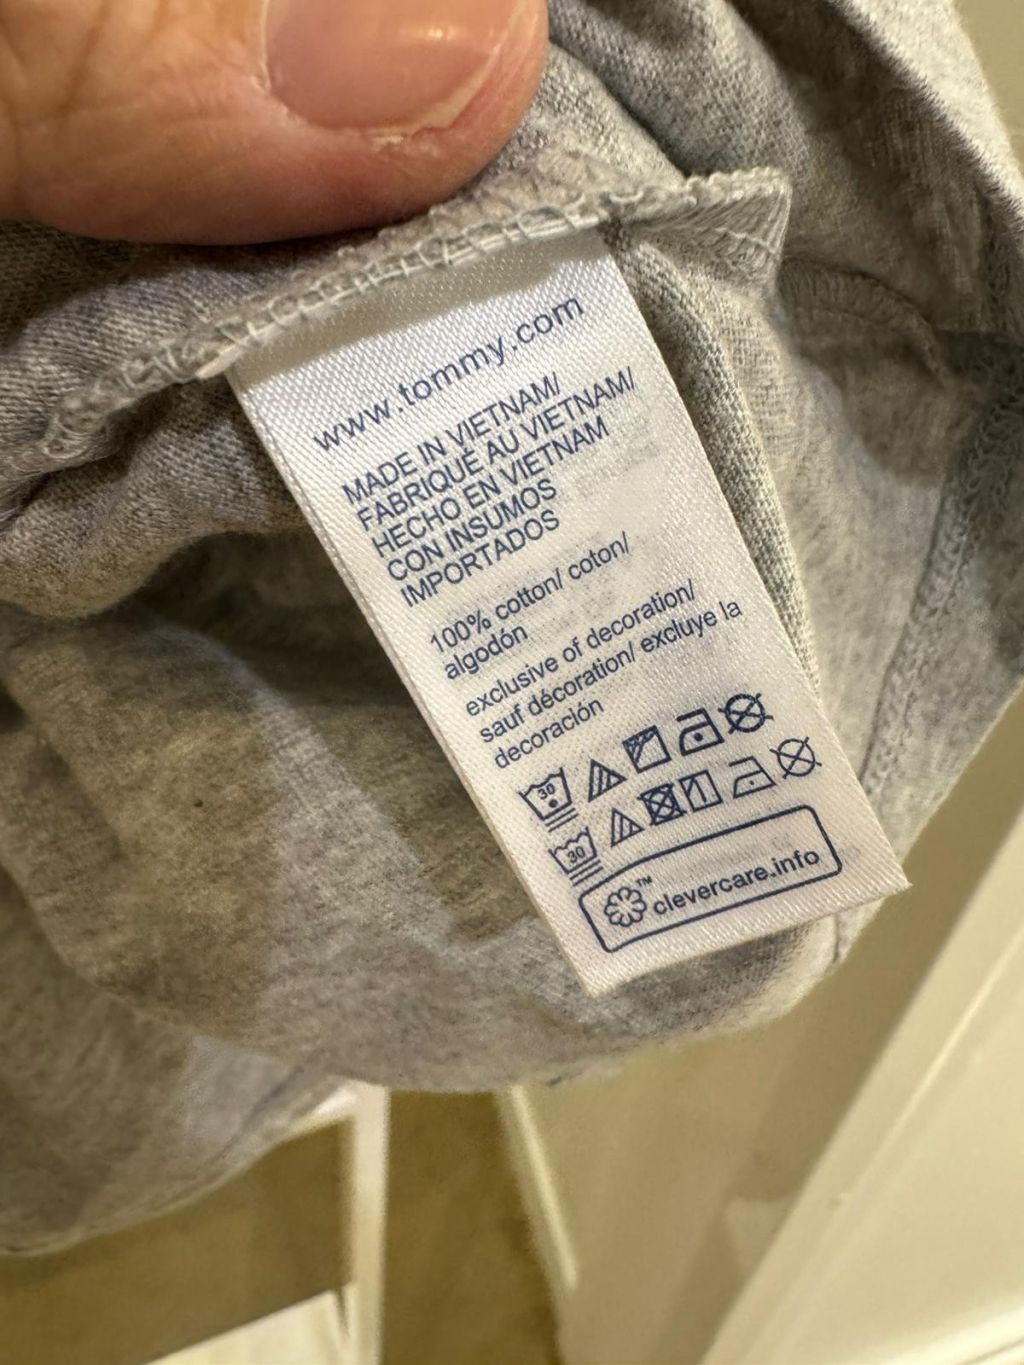 www.tommy.com
MADE IN VIETNAM/
FABRIQUÉ AU VIETNAM/
HECHO EN VIETNAM
CON INSUMOS
IMPORTADOS
100% cotton/ coton/
algodón
exclusive of decoration/
sauf décoration/ excluye la
decoración
30
30
™ clevercare.info